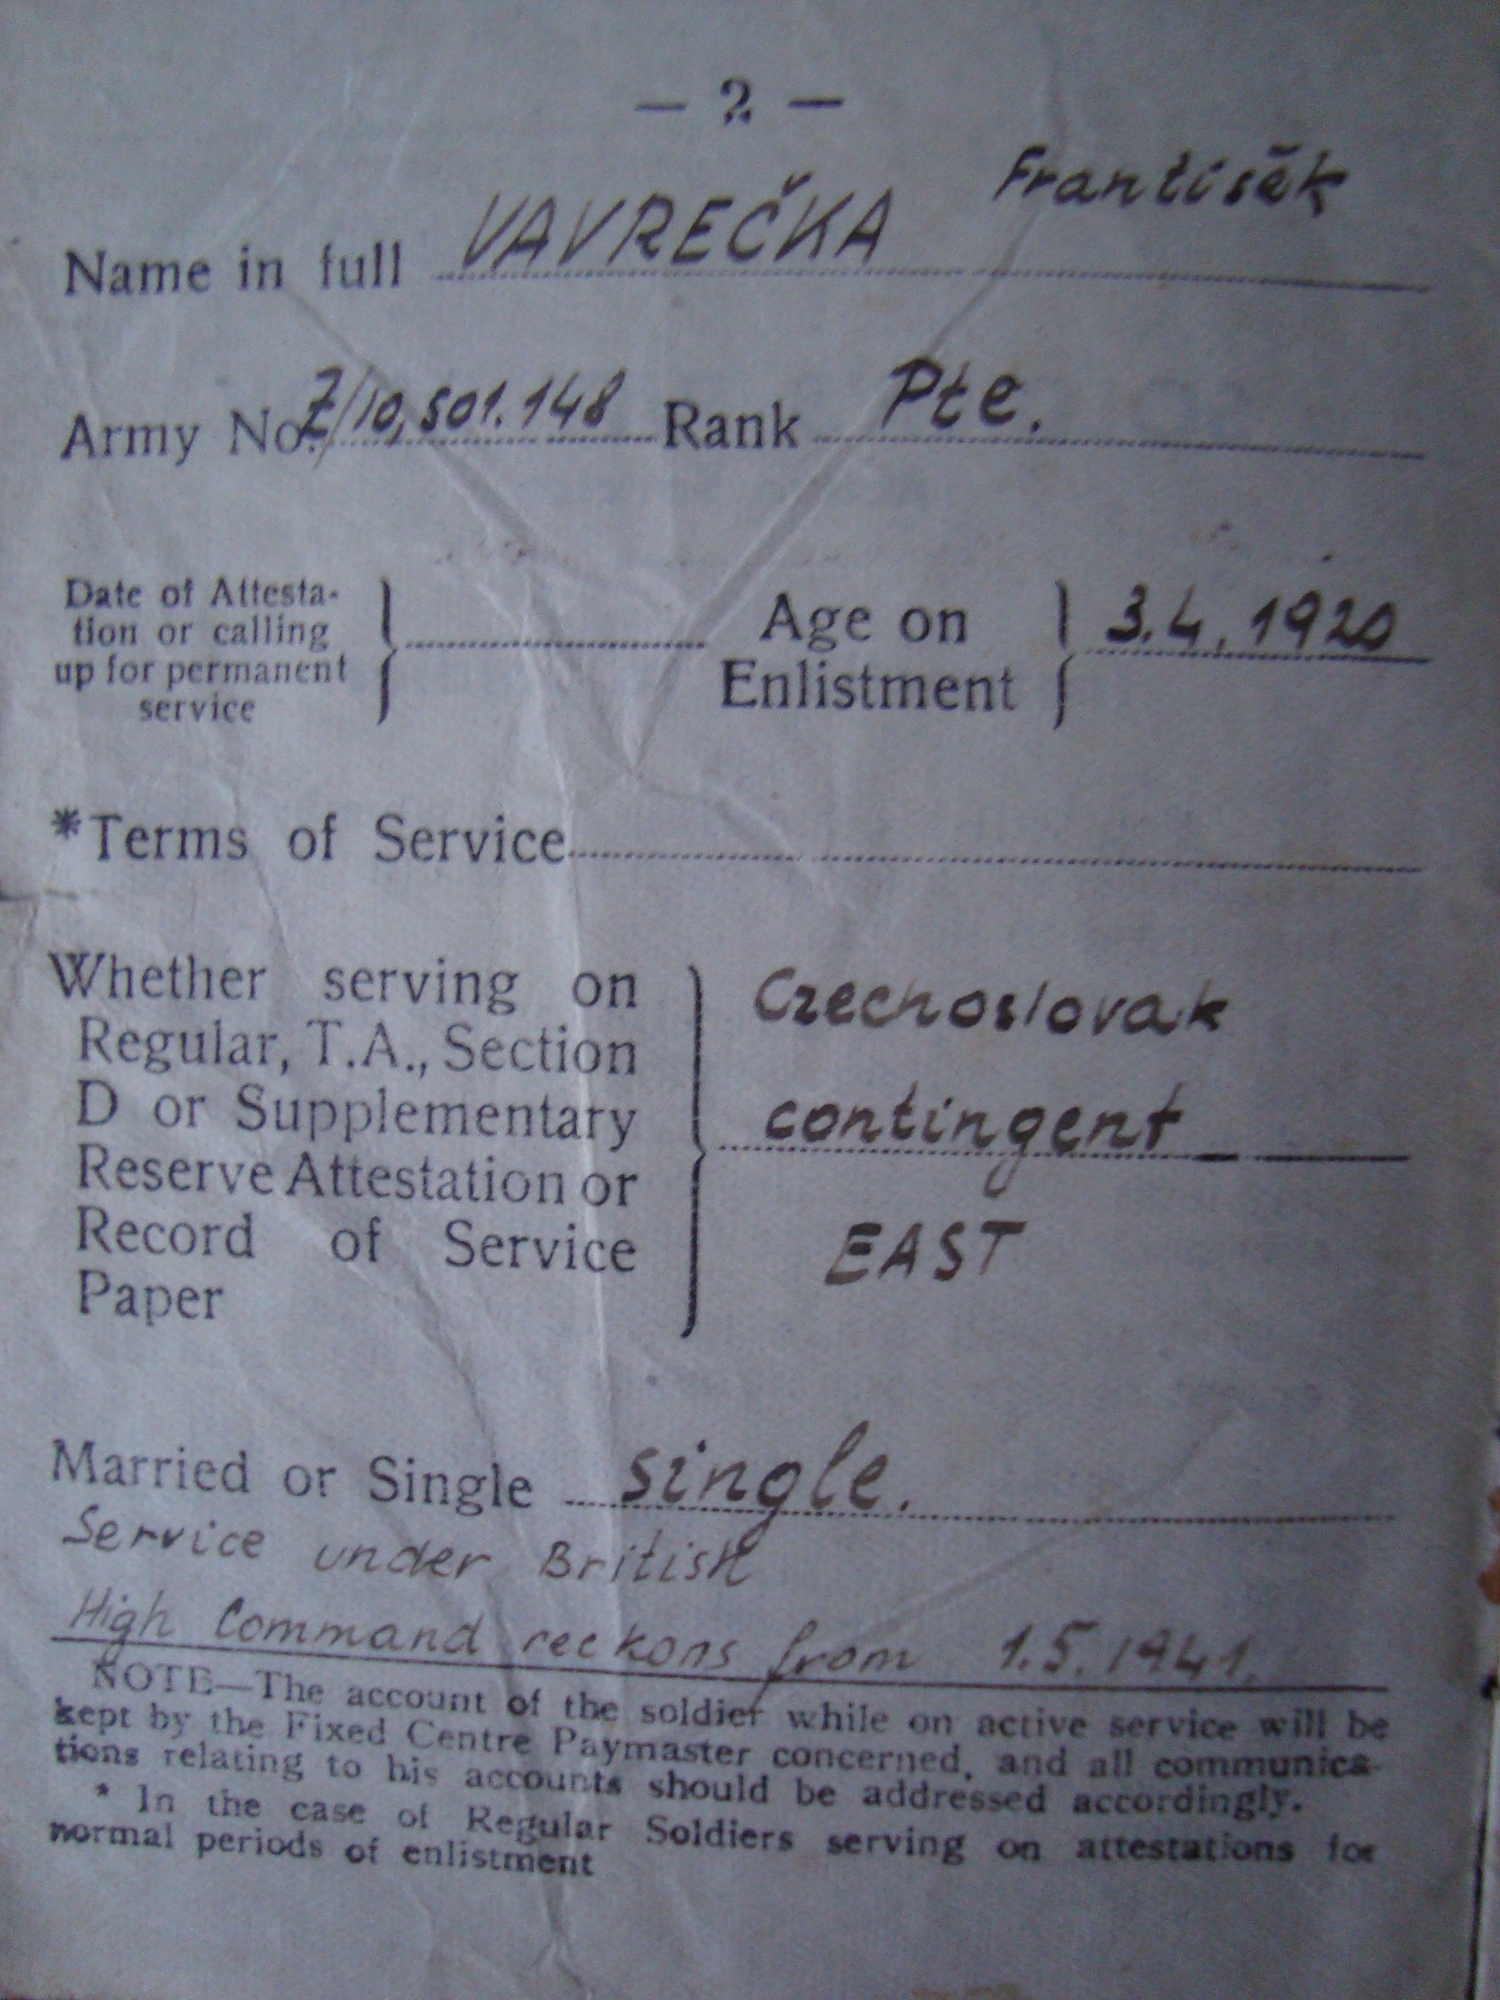 — 2 —
Name in full VAVREČKA František
Army No. Z/10,501.148 Rank Pte.
Date of Attesta-
tion or calling
up for permanent
service
Age on
Enlistment
3.4.1920
*Terms of Service
Whether serving on
Regular, T.A., Section
D or Supplementary
Reserve Attestation or
Record of Service
Paper
Czechoslovak
contingent
EAST
Married or Single single.
Service under British
High Command reckons from 1.5.1941.
NOTE—The account of the soldier while on active service will be
kept by the Fixed Centre Paymaster concerned, and all communica-
tions relating to his accounts should be addressed accordingly.
* In the case of Regular Soldiers serving on attestations for
normal periods of enlistment